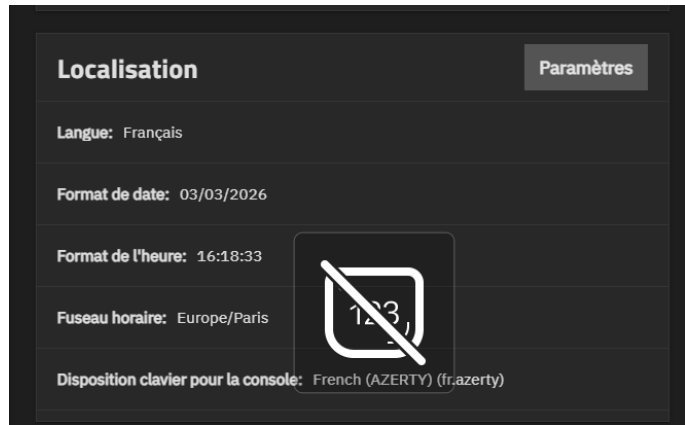 Localisation
Paramètres
Langue: Français
Format de date: 03/03/2026
Format de l'heure: 16:18:33
Fuseau horaire: Europe/Paris
123
Disposition clavier pour la console: French (AZERTY) (fr.azerty)